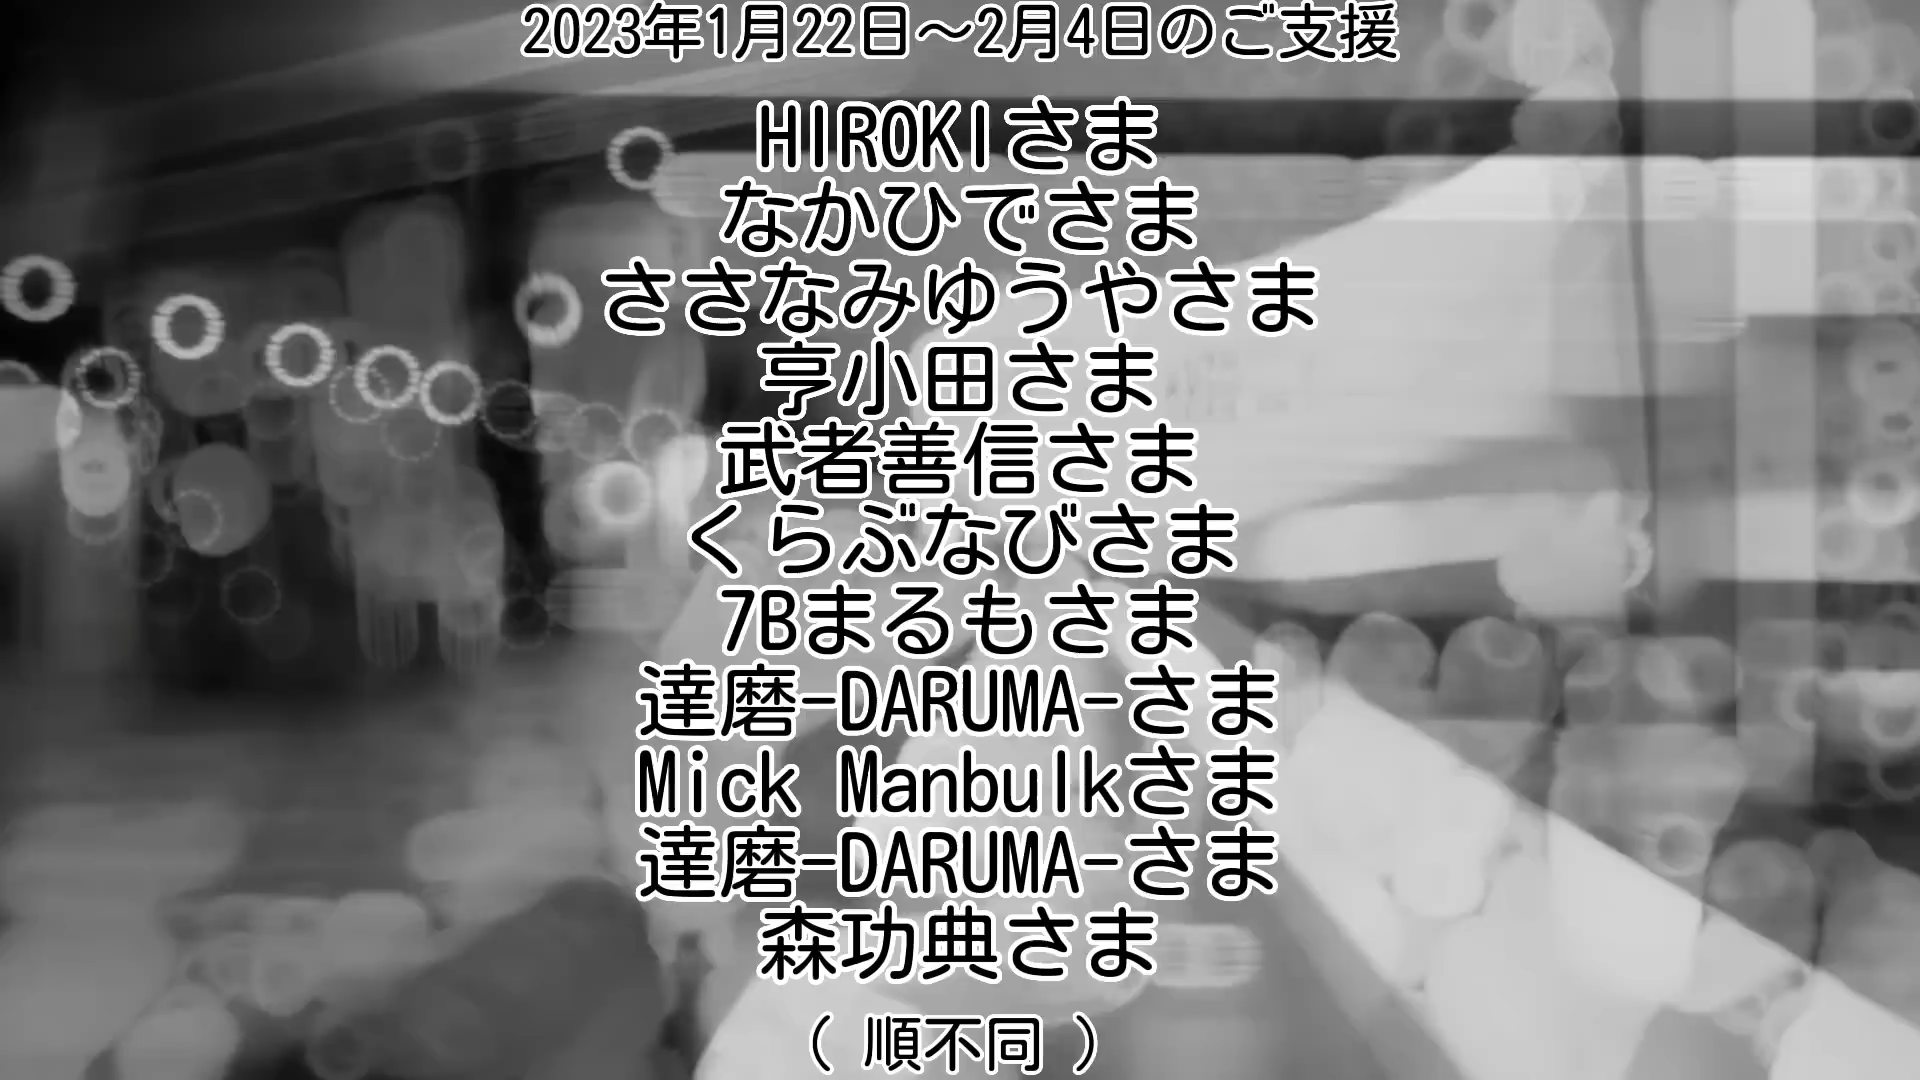 2023年1月22日～2月4日のご支援
HIROKIさま
なかひでさま
ささなみゆうやさま
亨小田さま
武者善信さま
くらぶなびさま
7Bまるもさま
達磨-DARUMA-さま
Mick Manbulkさま
達磨-DARUMA-さま
森功典さま
（ 順不同 ）